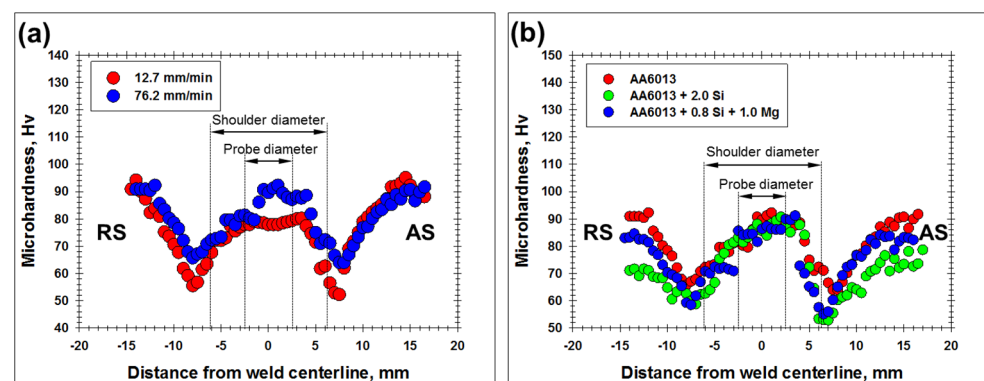 (a)
140
130
120
110
100
90
80
70
60
50
40
Microhardness, Hv
12.7 mm/min
76.2 mm/min
Shoulder diameter
Probe diameter
RS
AS
-20 -15 -10 -5 0 5 10 15 20
Distance from weld centerline, mm
(b)
150
140
130
120
110
100
90
80
70
60
50
Microhardness, Hv
AA6013
AA6013 + 2.0 Si
AA6013 + 0.8 Si + 1.0 Mg
Shoulder diameter
Probe diameter
RS
AS
-20 -15 -10 -5 0 5 10 15 20
Distance from weld centerline, mm